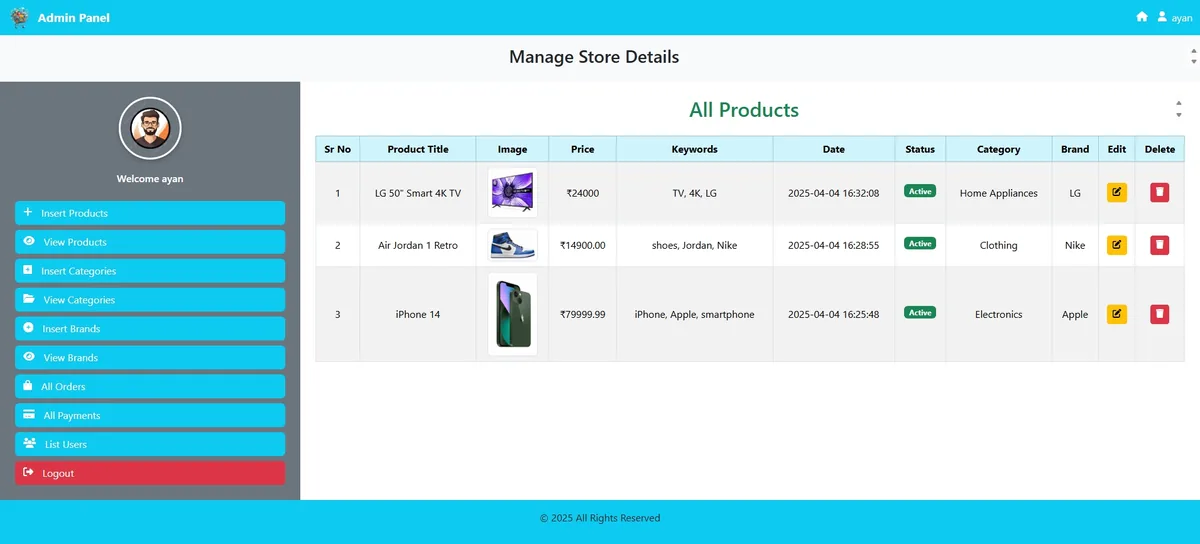 Admin Panel
ayan
Manage Store Details
Welcome ayan
Insert Products
View Products
Insert Categories
View Categories
Insert Brands
View Brands
All Orders
All Payments
List Users
Logout
All Products
Sr No Product Title Image Price Keywords Date Status Category Brand Edit Delete
1 LG 50" Smart 4K TV ₹24000 TV, 4K, LG 2025-04-04 16:32:08 Active Home Appliances LG
2 Air Jordan 1 Retro ₹14900.00 shoes, Jordan, Nike 2025-04-04 16:28:55 Active Clothing Nike
3 iPhone 14 ₹79999.99 iPhone, Apple, smartphone 2025-04-04 16:25:48 Active Electronics Apple
© 2025 All Rights Reserved